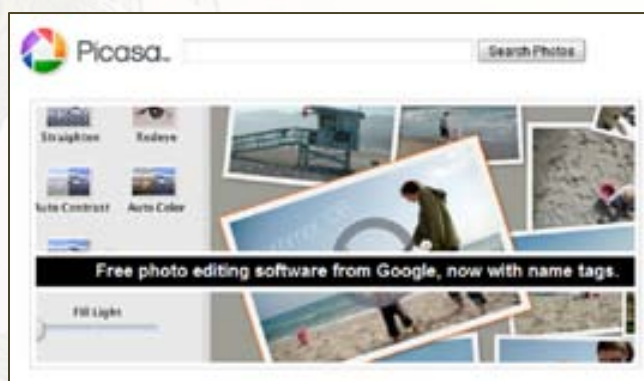 Picasa™
Search Photos
Straighten Redeye
Auto Contrast Auto Color
Free photo editing software from Google, now with name tags.
Fill Light